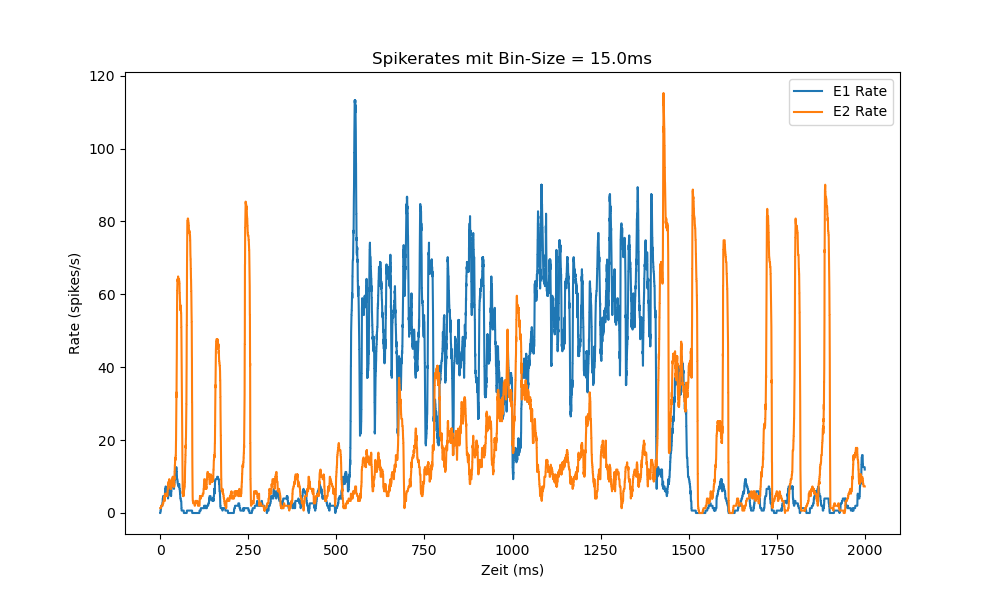 Spikerates mit Bin-Size = 15.0ms
E1 Rate
E2 Rate
Rate (spikes/s)
120
100
80
60
40
20
0
0 250 500 750 1000 1250 1500 1750 2000
Zeit (ms)